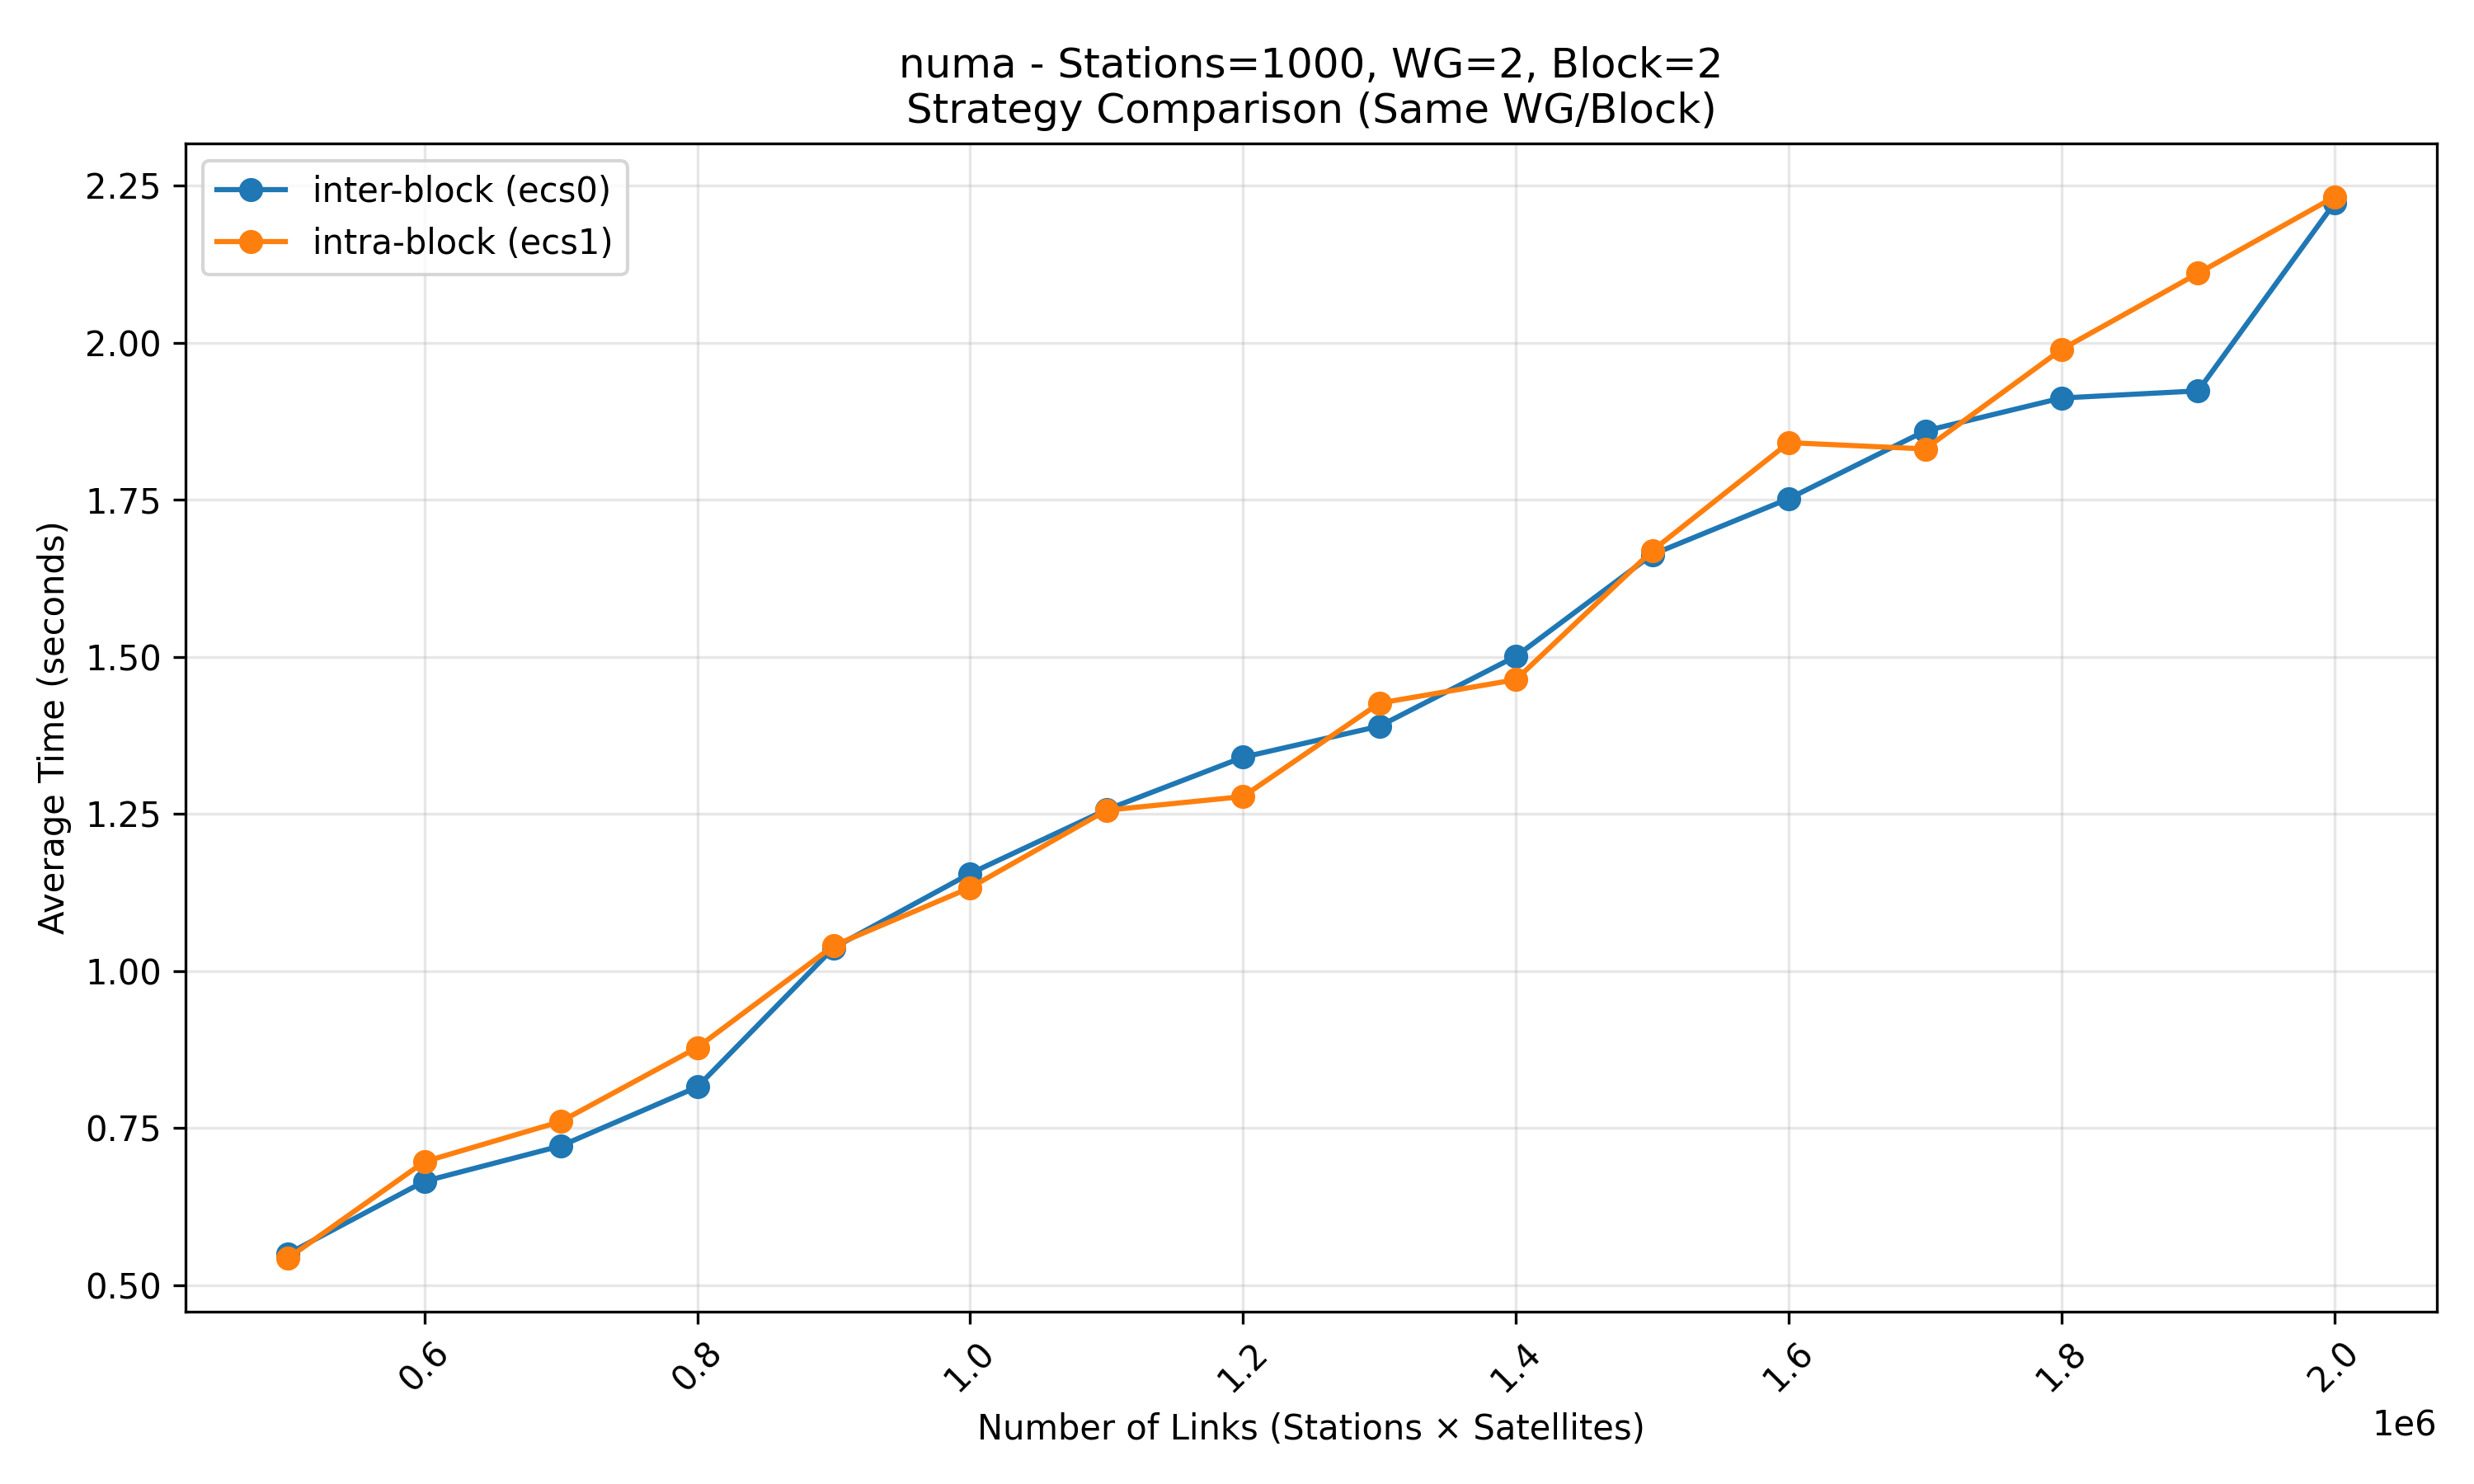 numa - Stations=1000, WG=2, Block=2
Strategy Comparison (Same WG/Block)
inter-block (ecs0)
intra-block (ecs1)
Average Time (seconds)
2.25
2.00
1.75
1.50
1.25
1.00
0.75
0.50
0.6
0.8
1.0
1.2
1.4
1.6
1.8
2.0
1e6
Number of Links (Stations × Satellites)